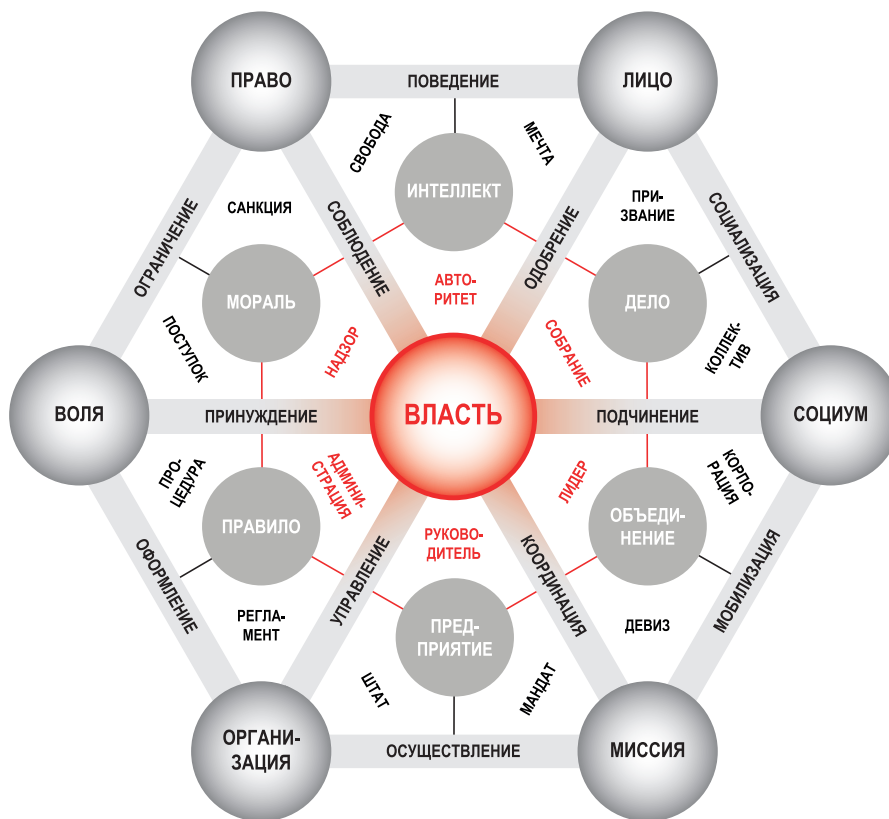 ПРАВО
ПОВЕДЕНИЕ
ЛИЦО
СВОБОДА
МЕЧТА
ИНТЕЛЛЕКТ
САНКЦИЯ
ПРИ-
ЗВАНИЕ
ОГРАНИЧЕНИЕ
СОБЛЮДЕНИЕ
ОДОБРЕНИЕ
СОЦИАЛИЗАЦИЯ
АВТО-
РИТЕТ
МОРАЛЬ
ДЕЛО
ПОСТУПОК
НАДЗОР
СОБРАНИЕ
КОЛЛЕК-
ТИВ
ВОЛЯ
ПРИНУЖДЕНИЕ
ВЛАСТЬ
ПОДЧИНЕНИЕ
СОЦИУМ
ПРО-
ЦЕДУРА
АДМИНИ-
СТРАЦИЯ
ЛИДЕР
КОРПО-
РАЦИЯ
ПРАВИЛО
РУКОВО-
ДИТЕЛЬ
ОБЪЕДИ-
НЕНИЕ
ОФОРМЛЕНИЕ
УПРАВЛЕНИЕ
КООРДИНАЦИЯ
МОБИЛИЗАЦИЯ
РЕГЛА-
МЕНТ
ПРЕД-
ПРИЯТИЕ
ДЕВИЗ
ШТАТ
МАНДАТ
ОРГАНИ-
ЗАЦИЯ
ОСУЩЕСТВЛЕНИЕ
МИССИЯ